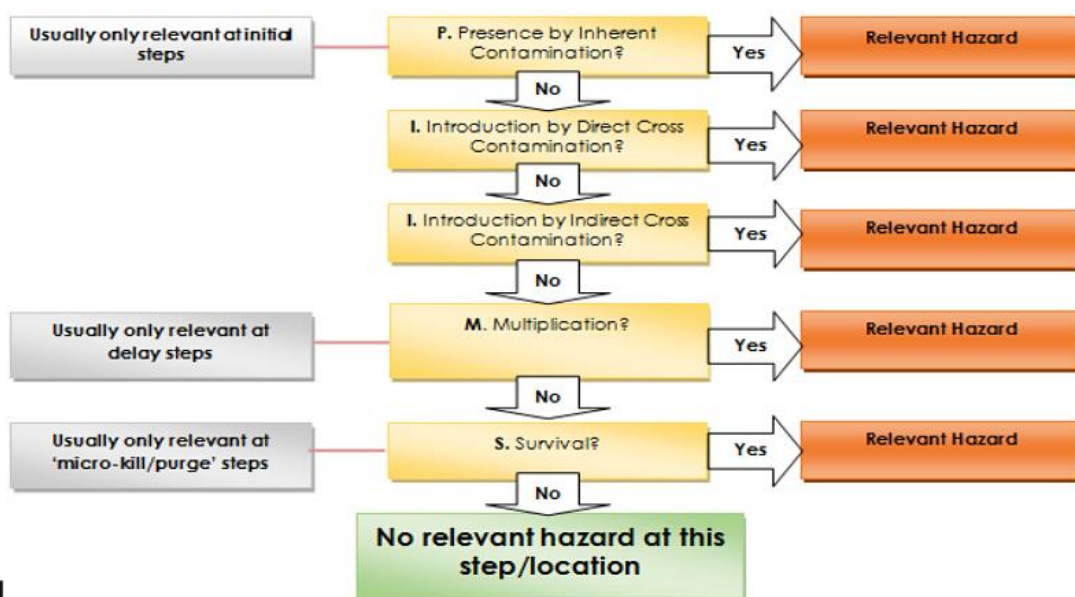 Usually only relevant at initial
steps
P. Presence by Inherent
Contamination?
Yes
Relevant Hazard
No
I. Introduction by Direct Cross
Contamination?
Yes
Relevant Hazard
No
I. Introduction by Indirect Cross
Contamination?
Yes
Relevant Hazard
No
Usually only relevant at
delay steps
M. Multiplication?
Yes
Relevant Hazard
No
Usually only relevant at
‘micro-kill/purge’ steps
S. Survival?
Yes
Relevant Hazard
No
No relevant hazard at this
step/location